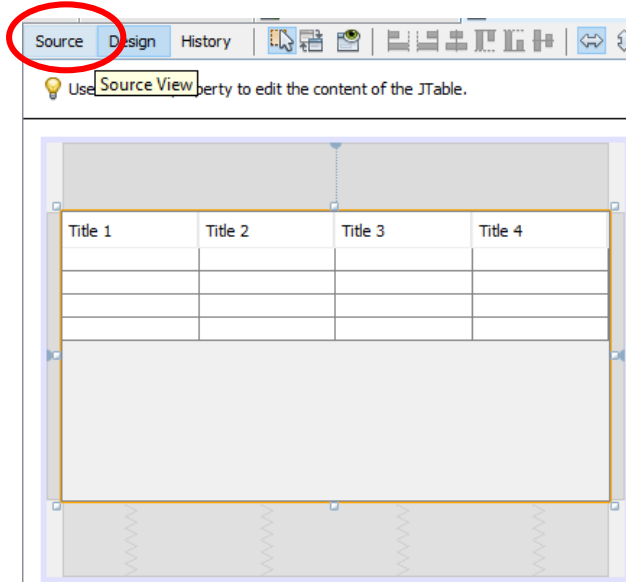 Source Design History
Source View
Use perty to edit the content of the JTable.
Title 1 Title 2 Title 3 Title 4